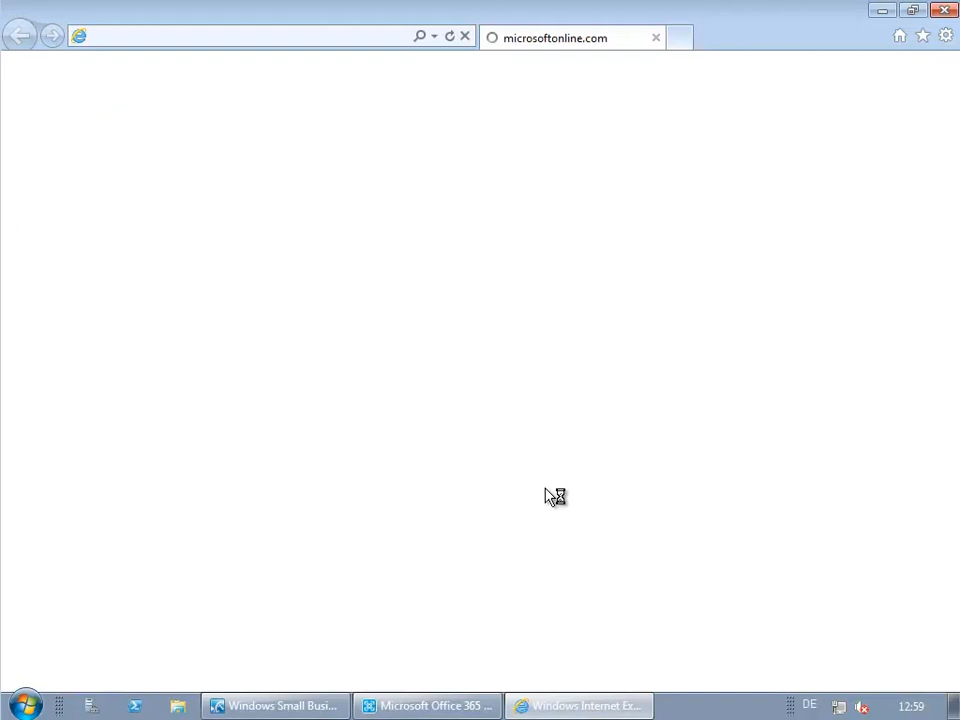 microsoftonline.com
Windows Small Busi...
Microsoft Office 365 ...
Windows Internet Ex...
DE
12:59